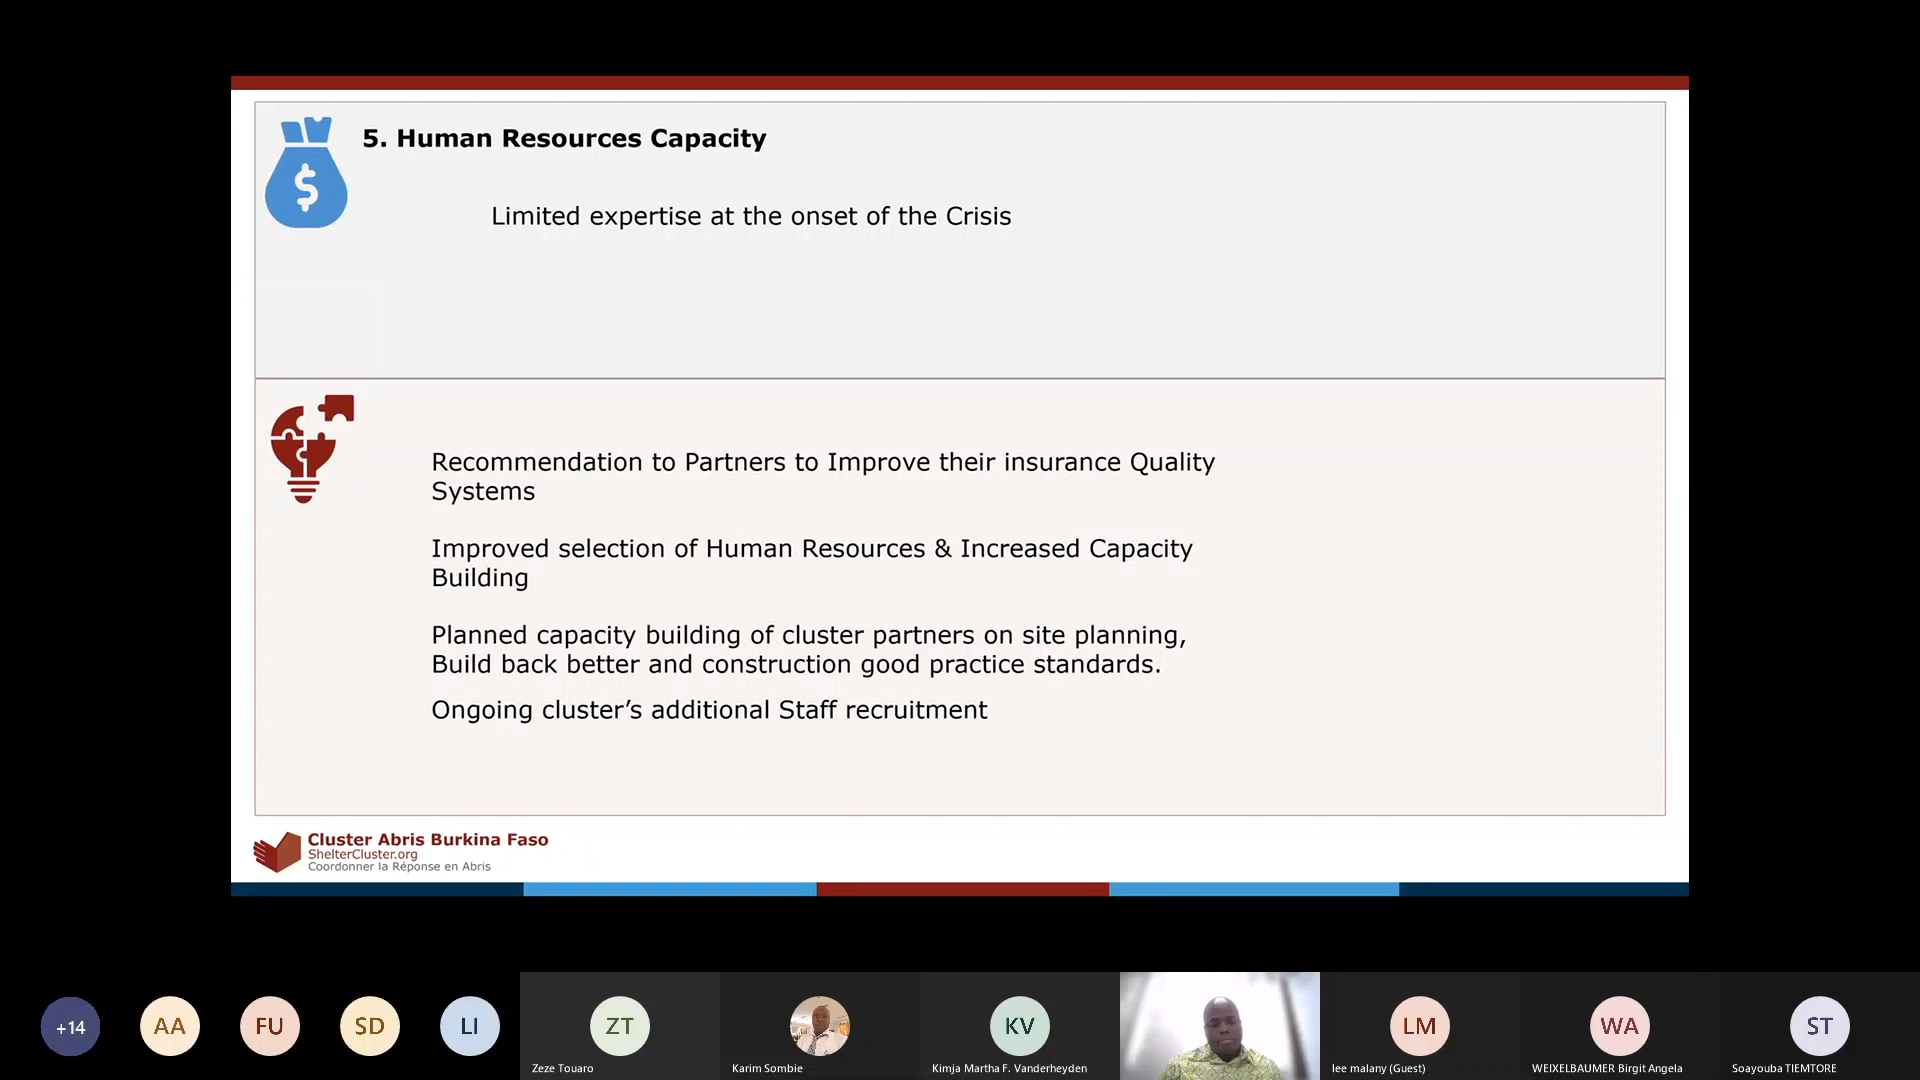 5. Human Resources Capacity
$
Limited expertise at the onset of the Crisis
Recommendation to Partners to Improve their insurance Quality
Systems
Improved selection of Human Resources & Increased Capacity
Building
Planned capacity building of cluster partners on site planning,
Build back better and construction good practice standards.
Ongoing cluster’s additional Staff recruitment
Cluster Abris Burkina Faso
ShelterCluster.org
Coordonner la Réponse en Abris
+14
AA
FU
SD
LI
ZT
KV
LM
WA
ST
Zeze Touaro
Karim Sombie
Kimja Martha F. Vanderheyden
lee malany (Guest)
WEIXELBAUMER Birgit Angela
Soayouba TIEMTORE